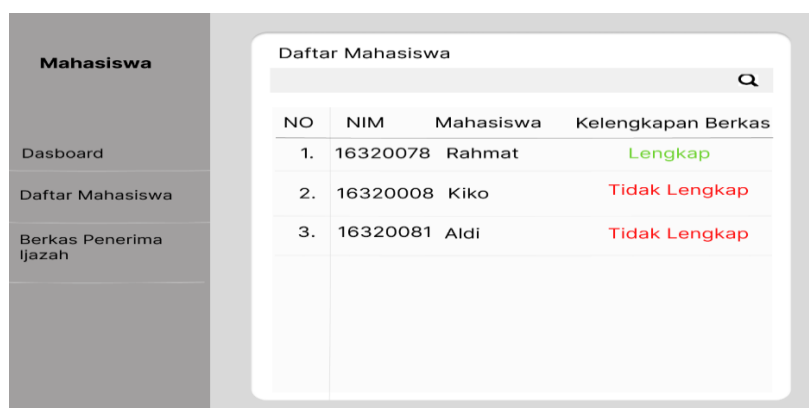 Mahasiswa
Dasboard
Daftar Mahasiswa
Berkas Penerima
Ijazah
Daftar Mahasiswa
NO NIM Mahasiswa Kelengkapan Berkas
1. 16320078 Rahmat Lengkap
2. 16320008 Kiko Tidak Lengkap
3. 16320081 Aldi Tidak Lengkap